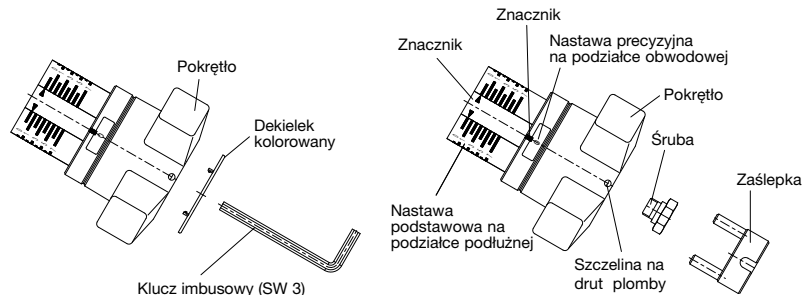 Pokrętło
Dekielek
kolorowany
Klucz imbusowy (SW 3)
Znacznik
Znacznik
Nastawa precyzyjna
na podziałce obwodowej
Pokrętło
Śruba
Zaślepka
Nastawa
podstawowa na
podziałce podłużnej
Szczelina na
drut plomby